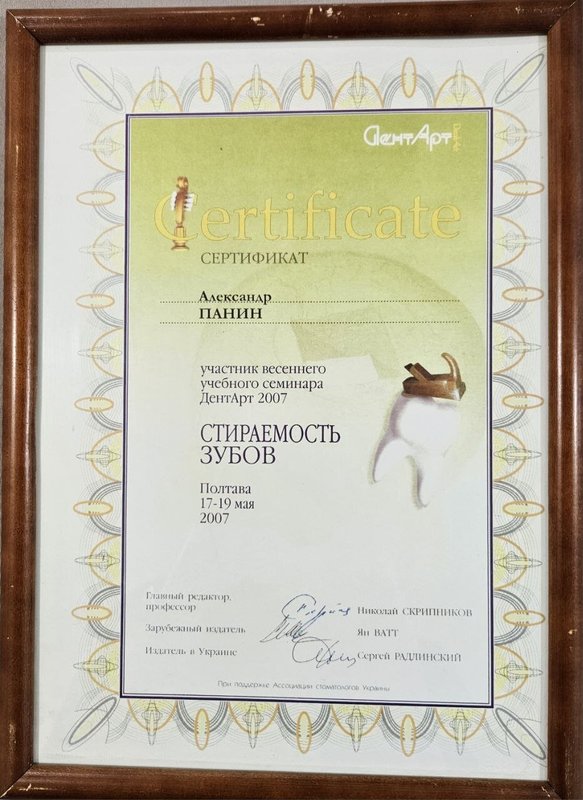 ДентАрт
Certificate
СЕРТИФИКАТ
Александр
ПАНИН
участник весеннего
учебного семинара
ДентАрт 2007
СТИРАЕМОСТЬ
ЗУБОВ
Полтава
17-19 мая
2007
Главный редактор,
профессор
Николай СКРИПНИКОВ
Зарубежный издатель
Ян ВАТТ
Издатель в Украине
Сергей РАДЛИНСКИЙ
При поддержке Ассоциации стоматологов Украины